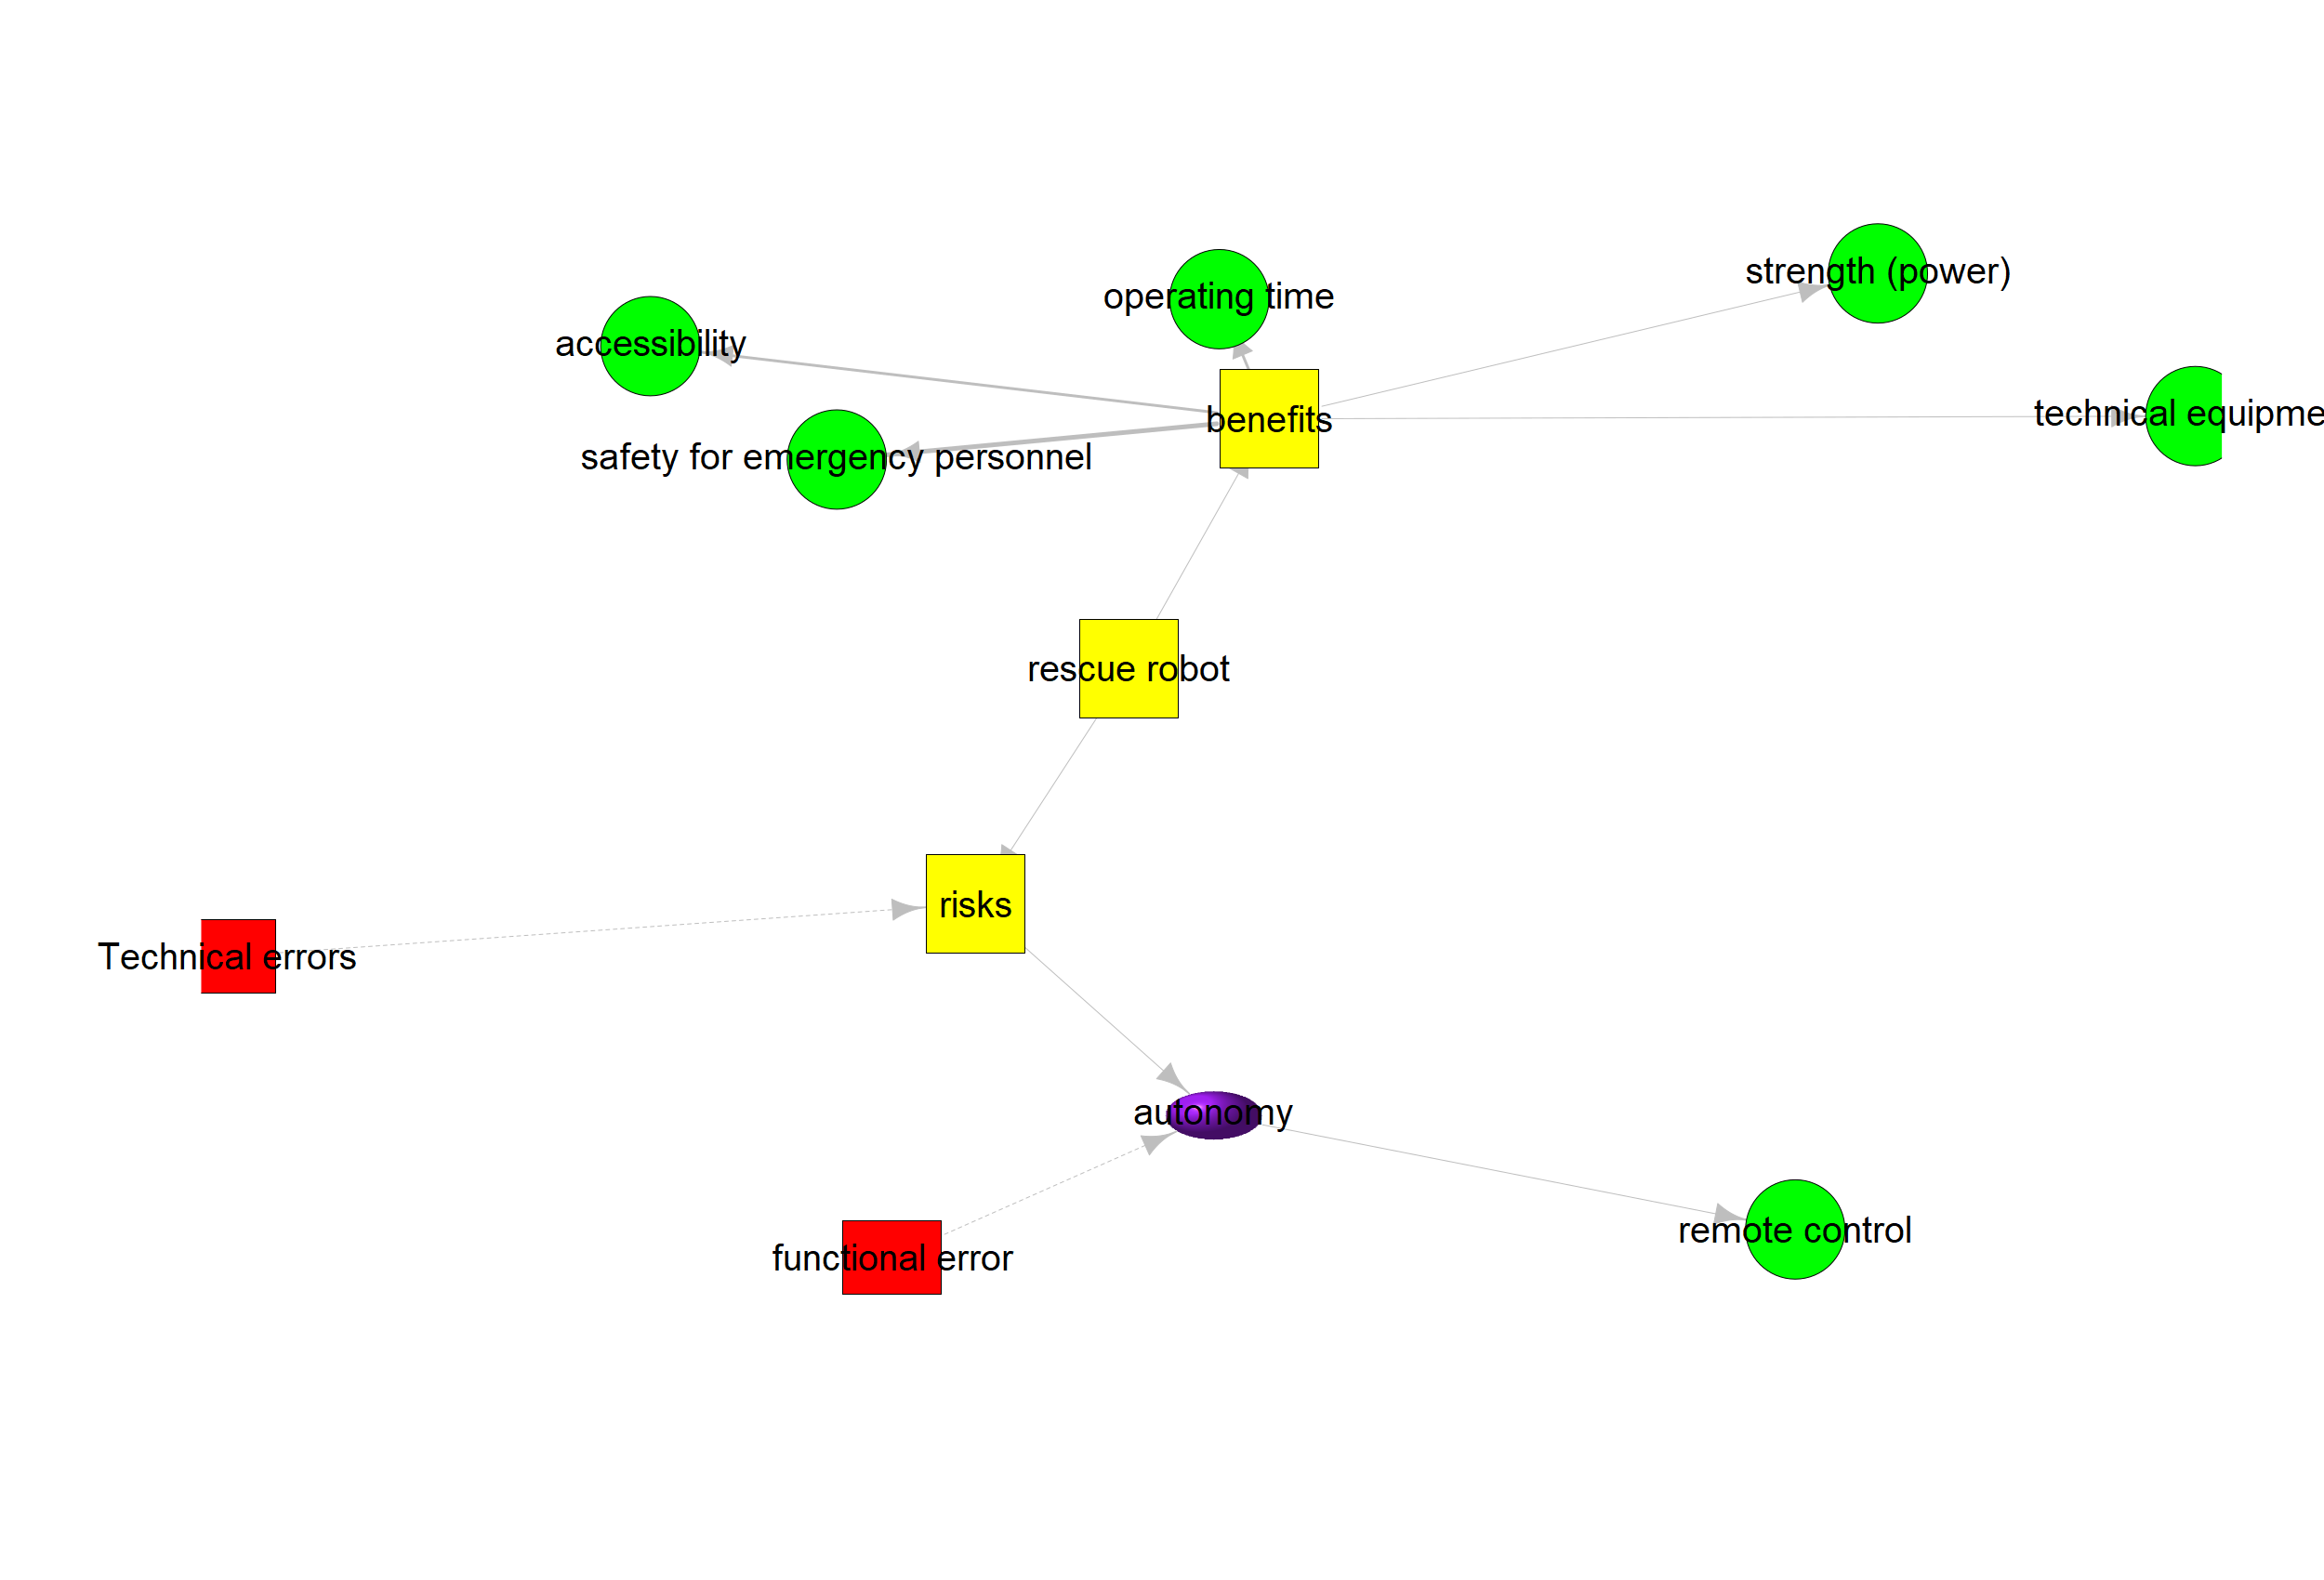 strength (power)
operating time
accessibility
technical equipme
benefits
safety for emergency personnel
rescue robot
risks
Technical errors
autonomy
remote control
functional error